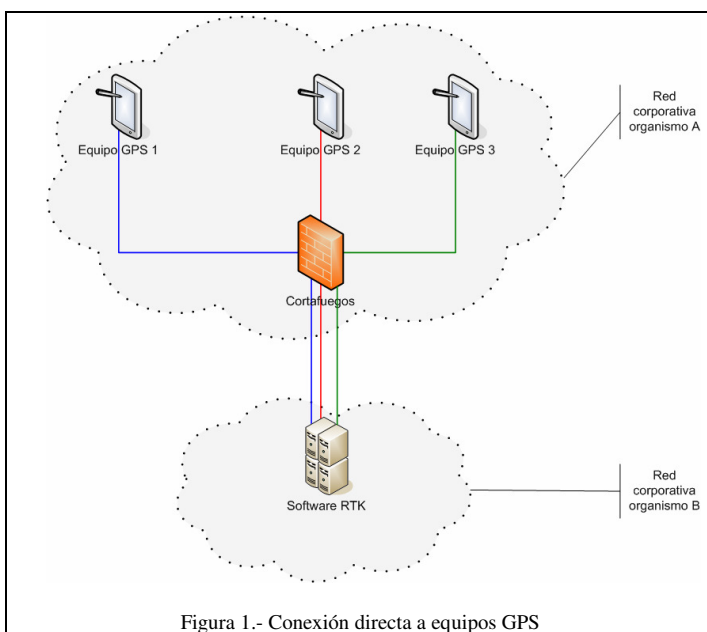 Equipo GPS 1
Equipo GPS 2
Equipo GPS 3
Red
corporativa
organismo A
Cortafuegos
Software RTK
Red
corporativa
organismo B
Figura 1.- Conexión directa a equipos GPS